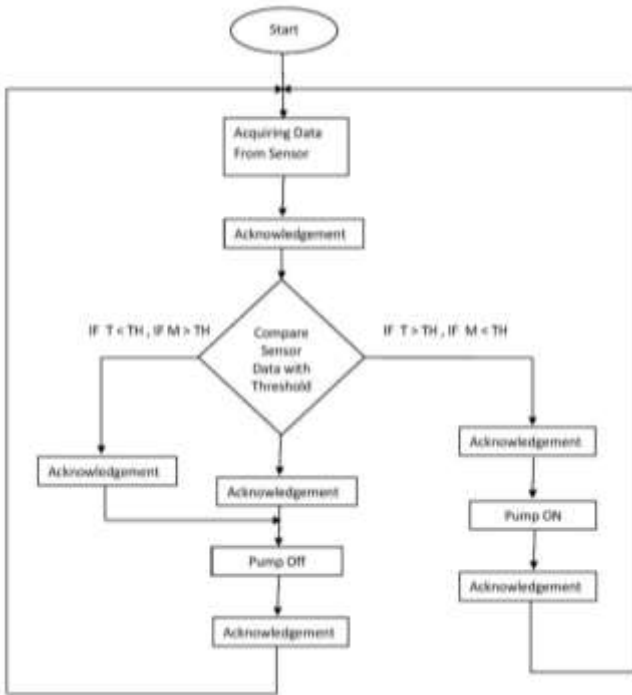 Start
Acquiring Data
From Sensor
Acknowledgement
IF T < TH , IF M > TH
IF T > TH , IF M < TH
Compare
Sensor
Data with
Threshold
Acknowledgement
Acknowledgement
Acknowledgement
Pump ON
Pump Off
Acknowledgement
Acknowledgement